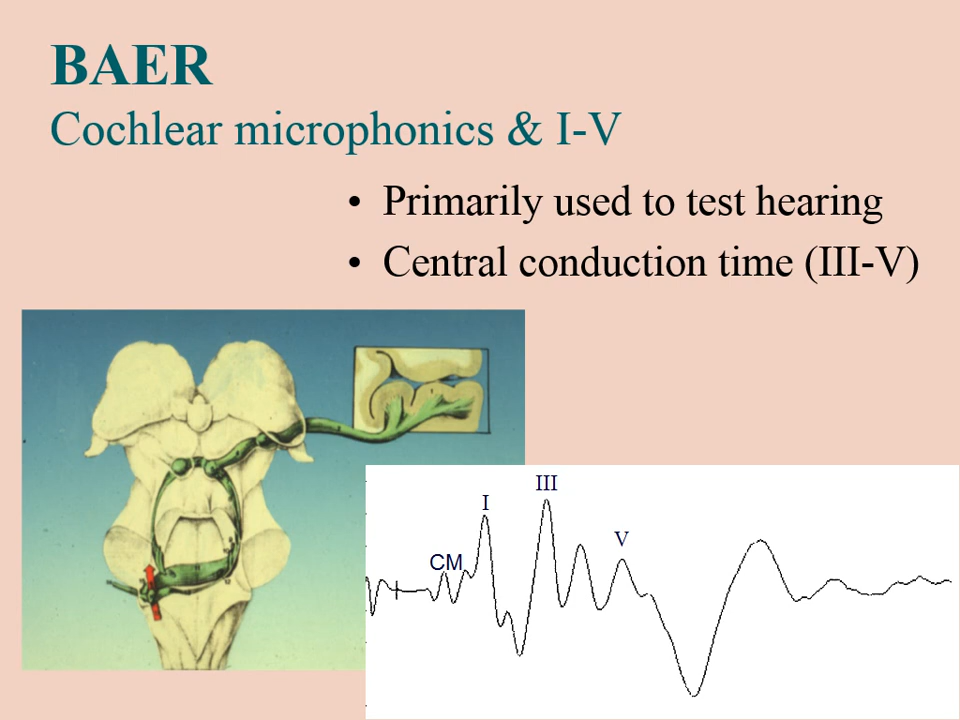 BAER
Cochlear microphonics & I-V
• Primarily used to test hearing
• Central conduction time (III-V)
III
I
V
CM